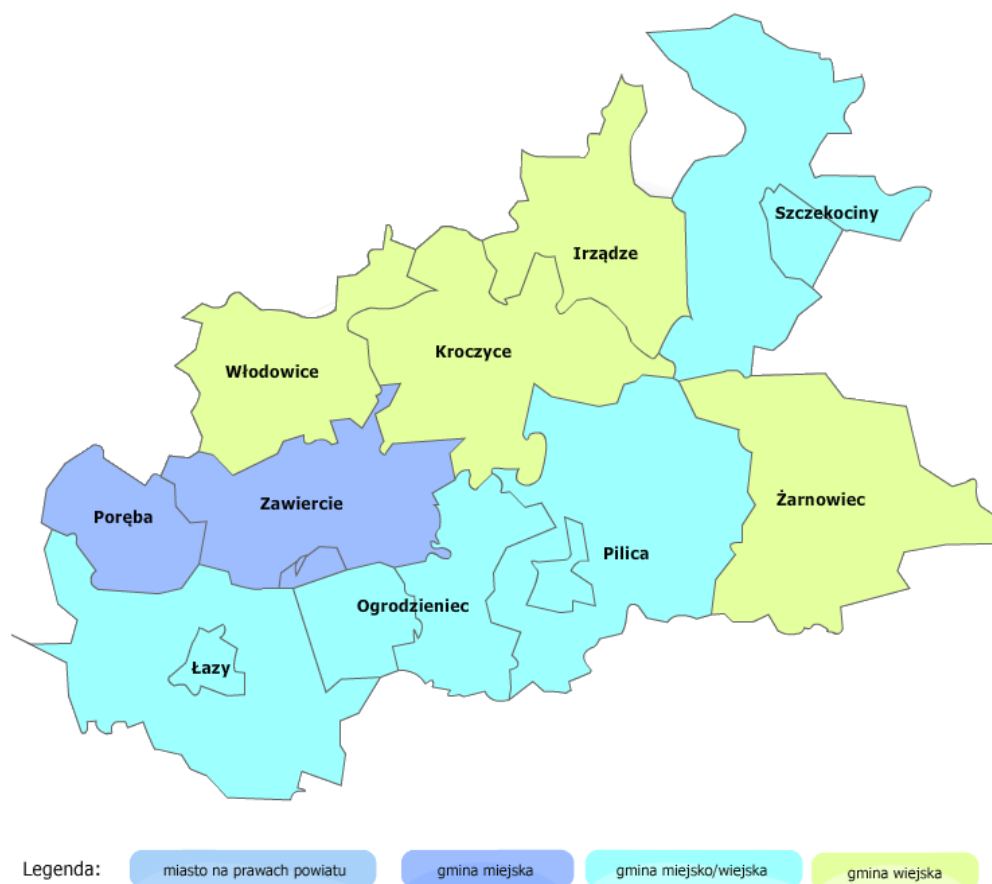 Szczekociny
Irządze
Kroczyce
Włodowice
Żarnowiec
Zawiercie
Poręba
Pilica
Ogrodzieniec
Łazy
Legenda: miasto na prawach powiatu gmina miejska gmina miejsko/wiejska gmina wiejska